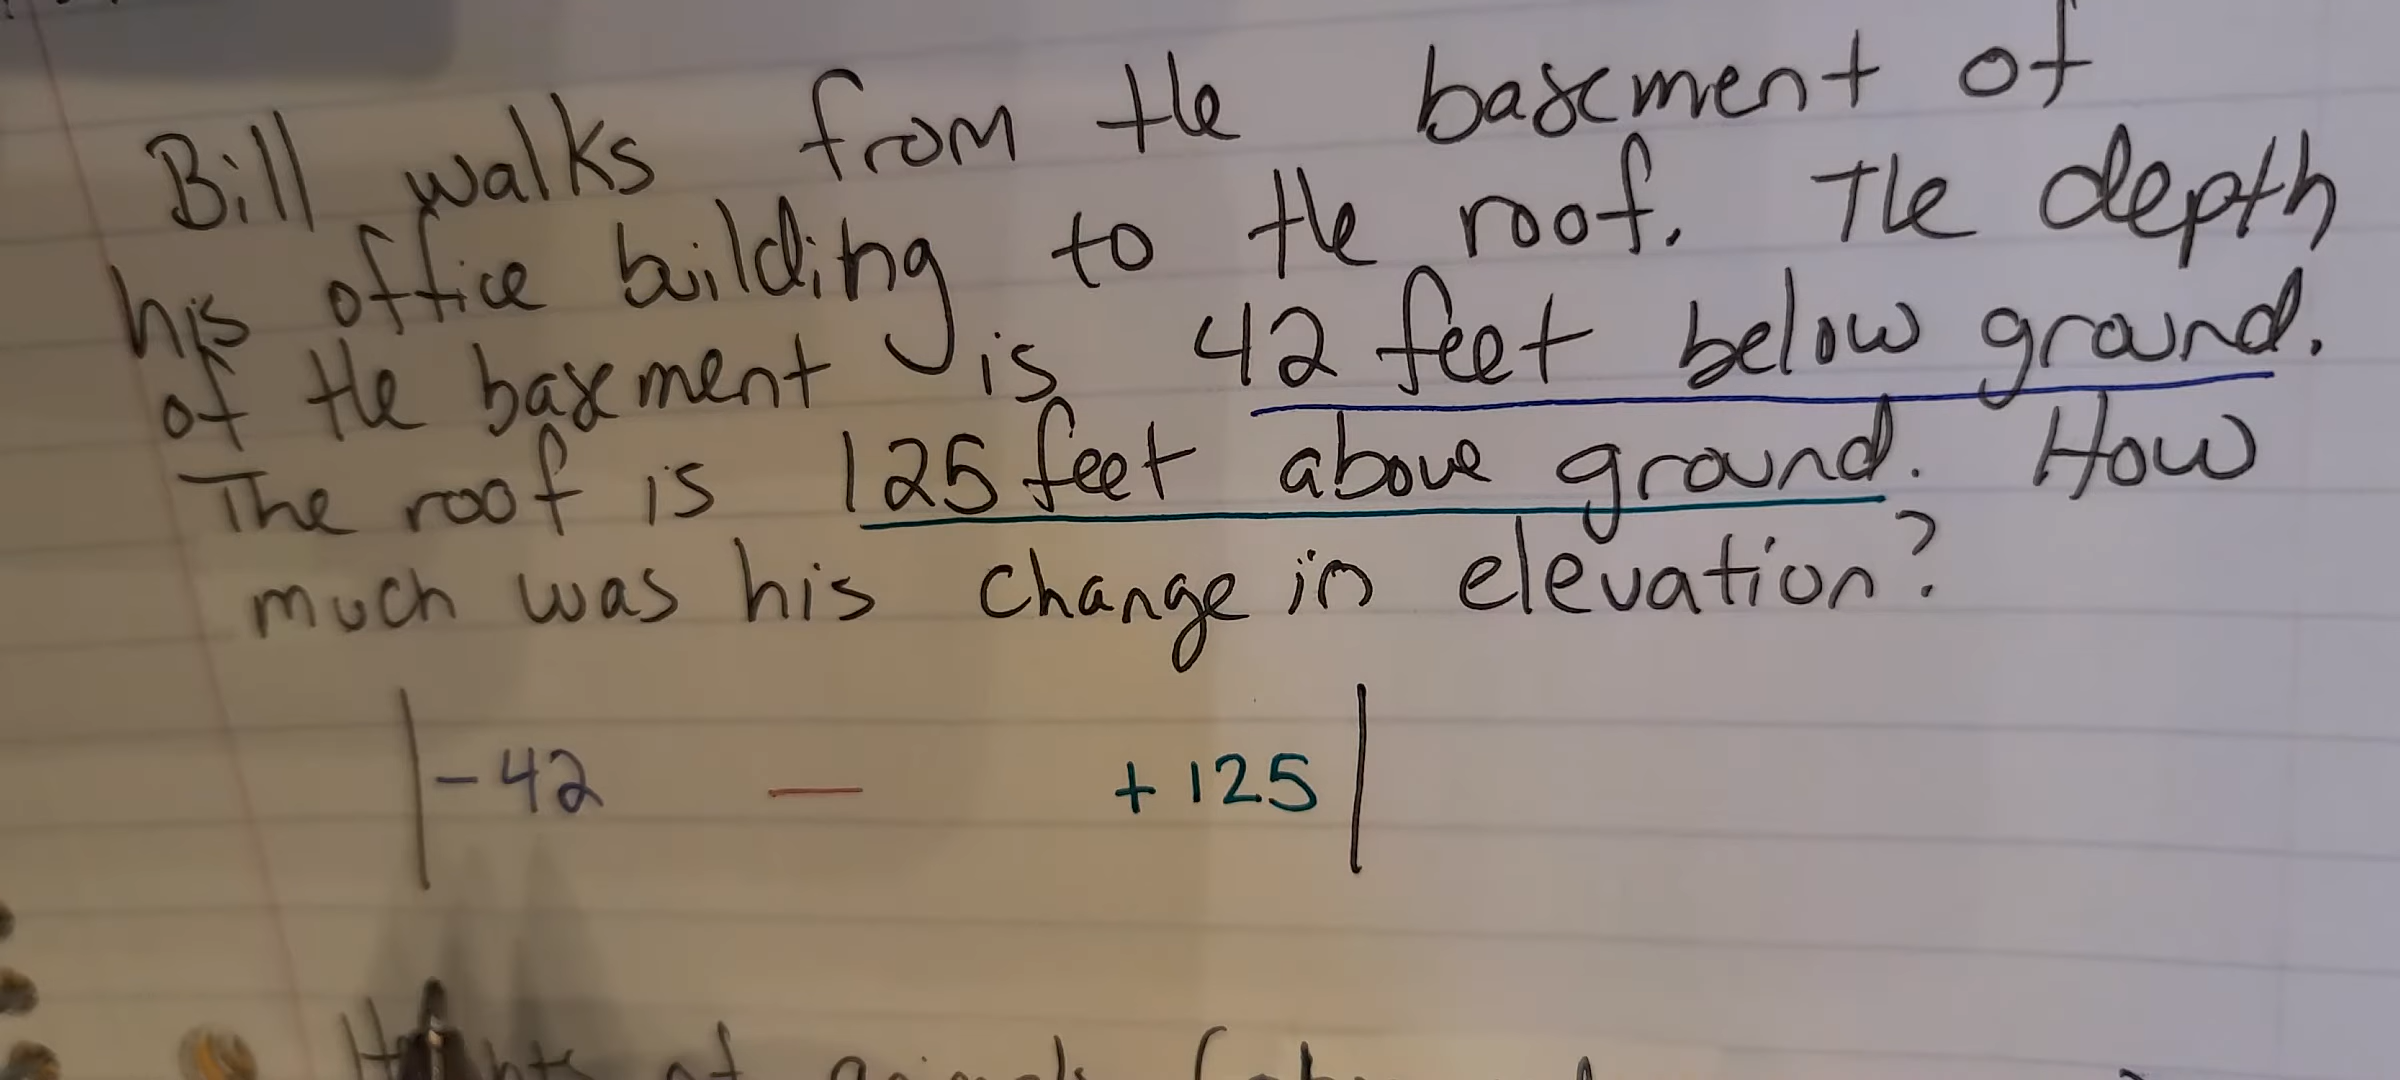 Bill walks from the basement of
his office building to the roof. The depth
of the basement is 42 feet below ground.
The roof is 125 feet above ground. How
much was his change in elevation?
|-42 — +125|
of